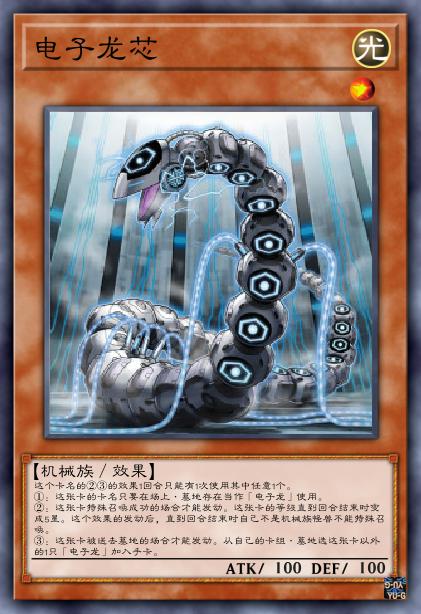 电子龙芯
光
【机械族／效果】
这个卡名的②③的效果1回合只能有1次使用其中任意1个。
①：这张卡的卡名只要在场上·墓地存在当作「电子龙」使用。
②：这张卡特殊召唤成功的场合才能发动。这张卡的等级直到回合结束时变
成5星。这个效果的发动后，直到回合结束时自己不是机械族怪兽不能特殊召
唤。
③：这张卡被送去墓地的场合才能发动。从自己的卡组·墓地选这张卡以外
的1只「电子龙」加入手卡。
ATK/ 100 DEF/ 100